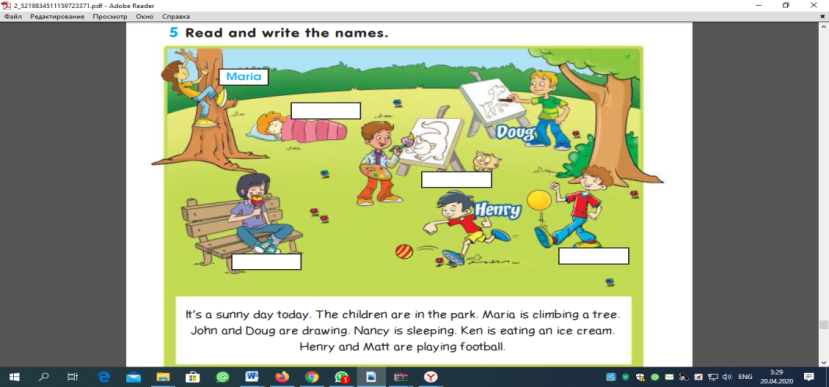 2_5219834511159723371.pdf - Adobe Reader
Файл Редактирование Просмотр Окно Справка
5 Read and write the names.
Maria
Doug
Henry
It's a sunny day today. The children are in the park. Maria is climbing a tree.
John and Doug are drawing. Nancy is sleeping. Ken is eating an ice cream.
Henry and Matt are playing football.
ENG
3:29
20.04.2020